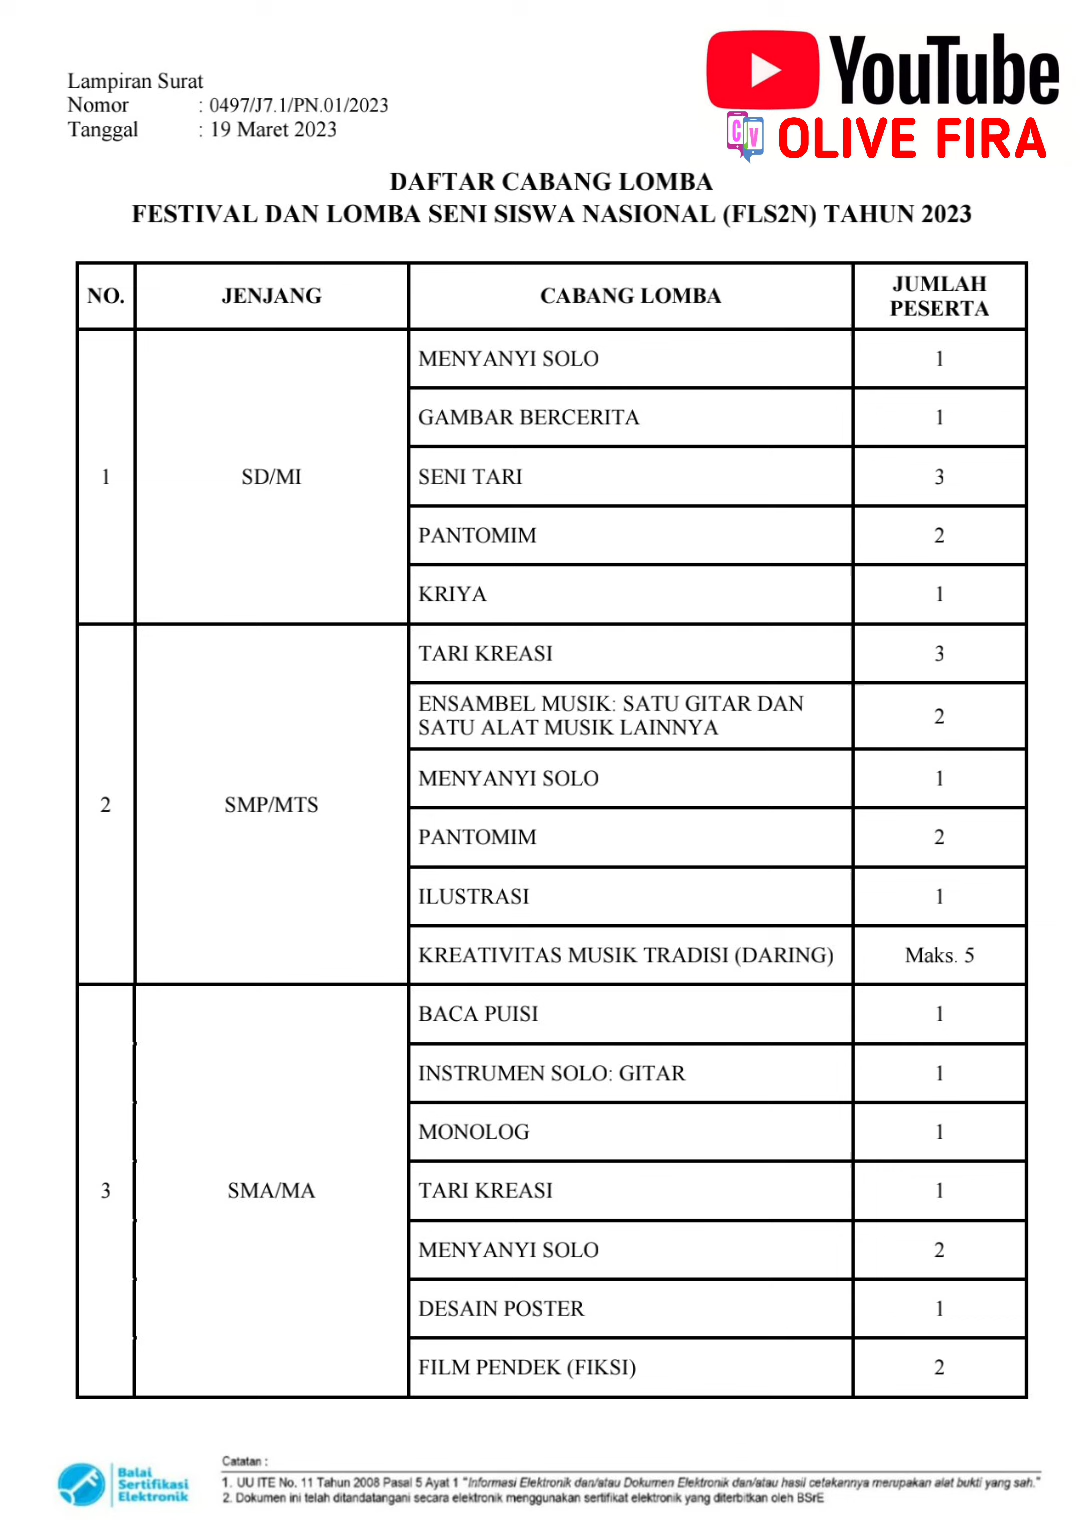 YouTube
CV OLIVE FIRA
Lampiran Surat
Nomor : 0497/J7.1/PN.01/2023
Tanggal : 19 Maret 2023
DAFTAR CABANG LOMBA
FESTIVAL DAN LOMBA SENI SISWA NASIONAL (FLS2N) TAHUN 2023
NO. JENJANG CABANG LOMBA JUMLAH PESERTA
1 SD/MI
MENYANYI SOLO 1
GAMBAR BERCERITA 1
SENI TARI 3
PANTOMIM 2
KRIYA 1
2 SMP/MTS
TARI KREASI 3
ENSAMBEL MUSIK: SATU GITAR DAN
SATU ALAT MUSIK LAINNYA 2
MENYANYI SOLO 1
PANTOMIM 2
ILUSTRASI 1
KREATIVITAS MUSIK TRADISI (DARING) Maks. 5
3 SMA/MA
BACA PUISI 1
INSTRUMEN SOLO: GITAR 1
MONOLOG 1
TARI KREASI 1
MENYANYI SOLO 2
DESAIN POSTER 1
FILM PENDEK (FIKSI) 2
Balai
Sertifikasi
Elektronik
Catatan :
1. UU ITE No. 11 Tahun 2008 Pasal 5 Ayat 1 "Informasi Elektronik dan/atau Dokumen Elektronik dan/atau hasil cetakannya merupakan alat bukti yang sah."
2. Dokumen ini telah ditandatangani secara elektronik menggunakan sertifikat elektronik yang diterbitkan oleh BSrE